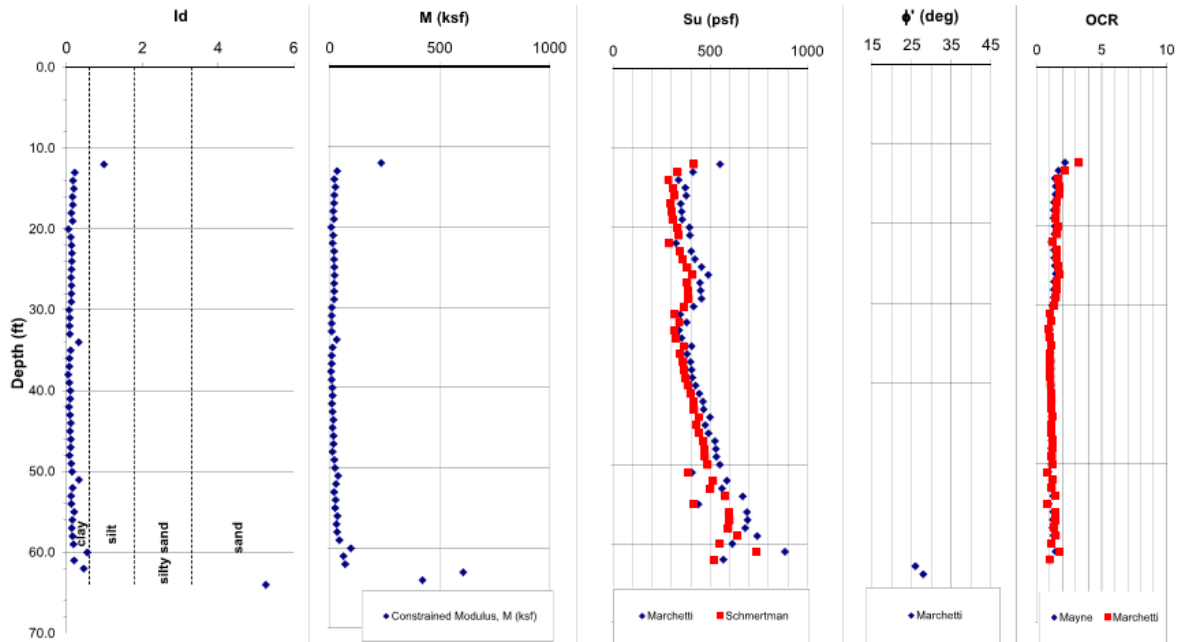 Id
M (ksf)
Su (psf)
ϕ' (deg)
OCR
0 2 4 6
0 500 1000
0 500 1000
15 25 35 45
0 5 10
0.0
10.0
20.0
30.0
40.0
50.0
60.0
70.0
Depth (ft)
clay
silt
silty sand
sand
Constrained Modulus, M (ksf)
Marchetti Schmertman
Marchetti
Mayne Marchetti